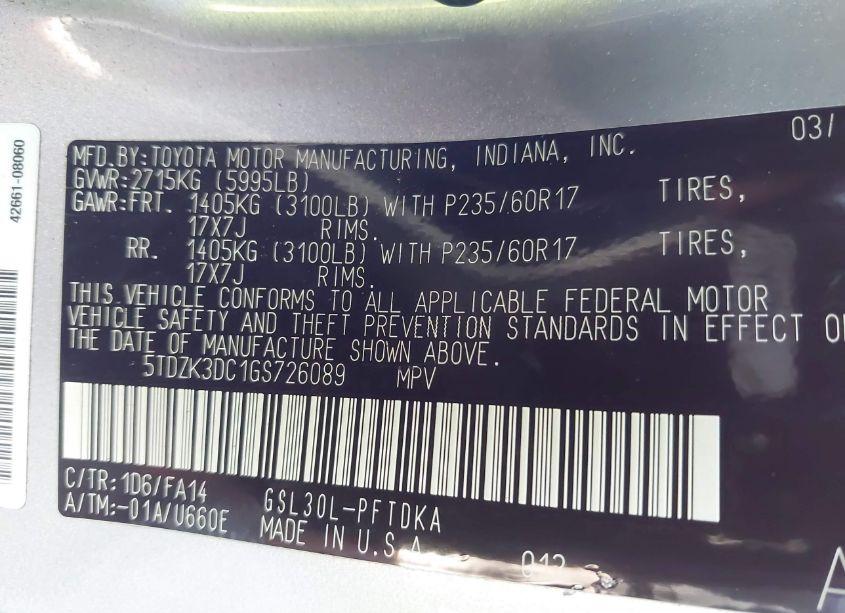 42661-08060
03/
MFD.BY:TOYOTA MOTOR MANUFACTURING, INDIANA, INC.
GVWR:2715KG (5995LB)
GAWR:FRT. 1405KG (3100LB) WITH P235/60R17 TIRES,
17X7J RIMS.
RR. 1405KG (3100LB) WITH P235/60R17 TIRES,
17X7J RIMS.
THIS VEHICLE CONFORMS TO ALL APPLICABLE FEDERAL MOTOR
VEHICLE SAFETY AND THEFT PREVENTION STANDARDS IN EFFECT O
THE DATE OF MANUFACTURE SHOWN ABOVE.
5TDZK3DC1GS726089 MPV
C/TR:1D6/FA14 GSL30L-PFTDKA
A/TM:-01A/U660E MADE IN U.S.A
A